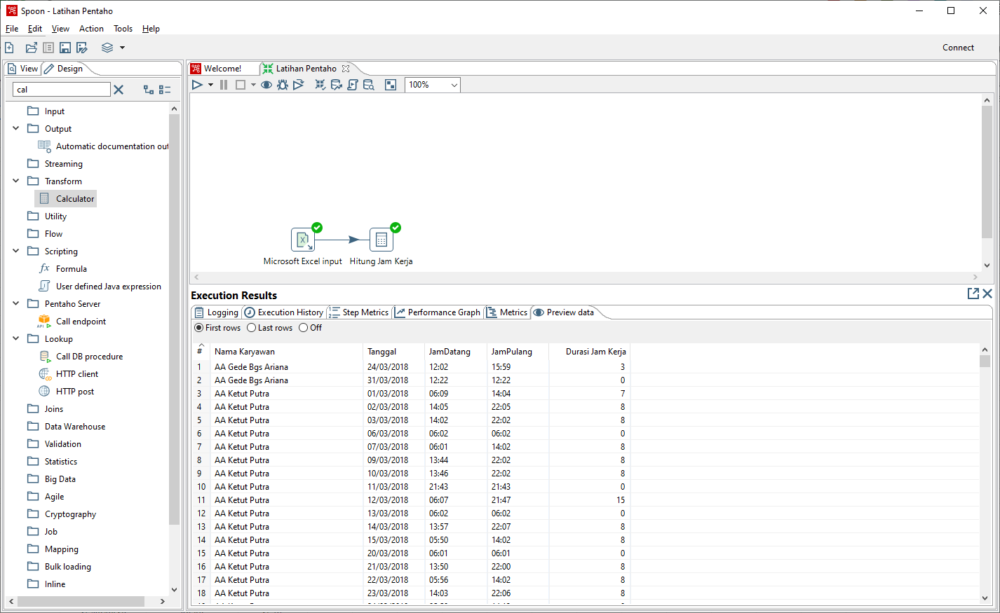 Spoon - Latihan Pentaho
File Edit View Action Tools Help
Connect
View Design
cal
Input
Output
Automatic documentation out
Streaming
Transform
Calculator
Utility
Flow
Scripting
Formula
User defined Java expression
Pentaho Server
API Call endpoint
Lookup
Call DB procedure
HTTP client
HTTP post
Joins
Data Warehouse
Validation
Statistics
Big Data
Agile
Cryptography
Job
Mapping
Bulk loading
Inline
Welcome! Latihan Pentaho
100%
Microsoft Excel input Hitung Jam Kerja
Execution Results
Logging Execution History Step Metrics Performance Graph Metrics Preview data
First rows Last rows Off
# Nama Karyawan Tanggal JamDatang JamPulang Durasi Jam Kerja
1 AA Gede Bgs Ariana 24/03/2018 12:02 15:59 3
2 AA Gede Bgs Ariana 31/03/2018 12:22 12:22 0
3 AA Ketut Putra 01/03/2018 06:09 14:04 7
4 AA Ketut Putra 02/03/2018 14:05 22:05 8
5 AA Ketut Putra 03/03/2018 14:02 22:02 8
6 AA Ketut Putra 06/03/2018 06:02 06:02 0
7 AA Ketut Putra 07/03/2018 06:01 14:02 8
8 AA Ketut Putra 09/03/2018 13:44 22:02 8
9 AA Ketut Putra 10/03/2018 13:46 22:02 8
10 AA Ketut Putra 11/03/2018 21:43 21:43 0
11 AA Ketut Putra 12/03/2018 06:07 21:47 15
12 AA Ketut Putra 13/03/2018 06:02 06:02 0
13 AA Ketut Putra 14/03/2018 13:57 22:07 8
14 AA Ketut Putra 15/03/2018 05:50 14:02 8
15 AA Ketut Putra 20/03/2018 06:01 06:01 0
16 AA Ketut Putra 21/03/2018 13:50 22:00 8
17 AA Ketut Putra 22/03/2018 05:56 14:02 8
18 AA Ketut Putra 23/03/2018 14:03 22:06 8